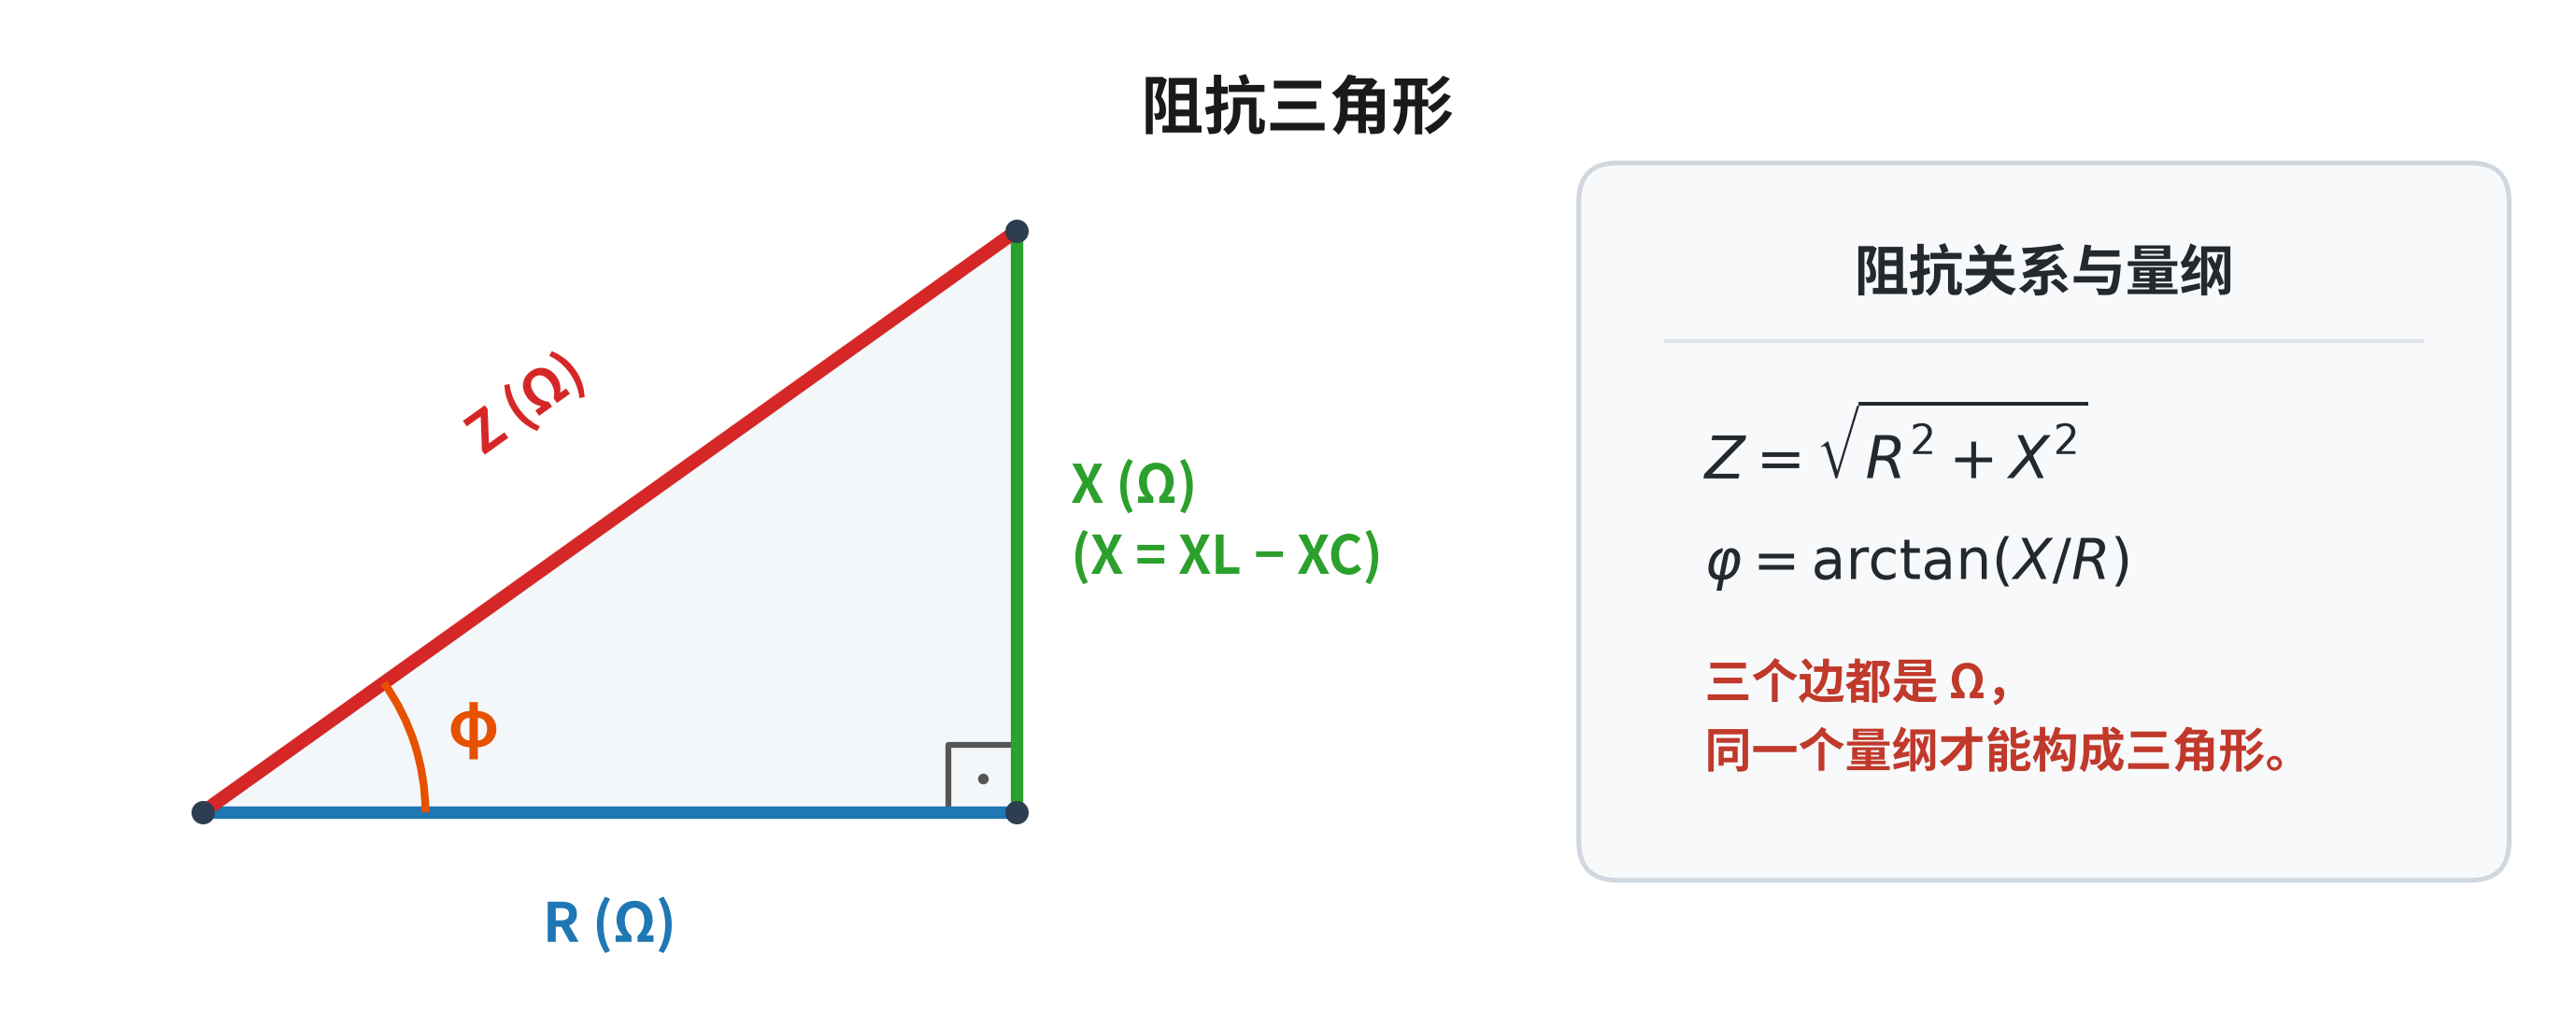 阻抗三角形
Z (Ω)
X (Ω)
(X = XL − XC)
ϕ
R (Ω)
阻抗关系与量纲
Z = √(R² + X²)
φ = arctan(X/R)
三个边都是 Ω，
同一个量纲才能构成三角形。